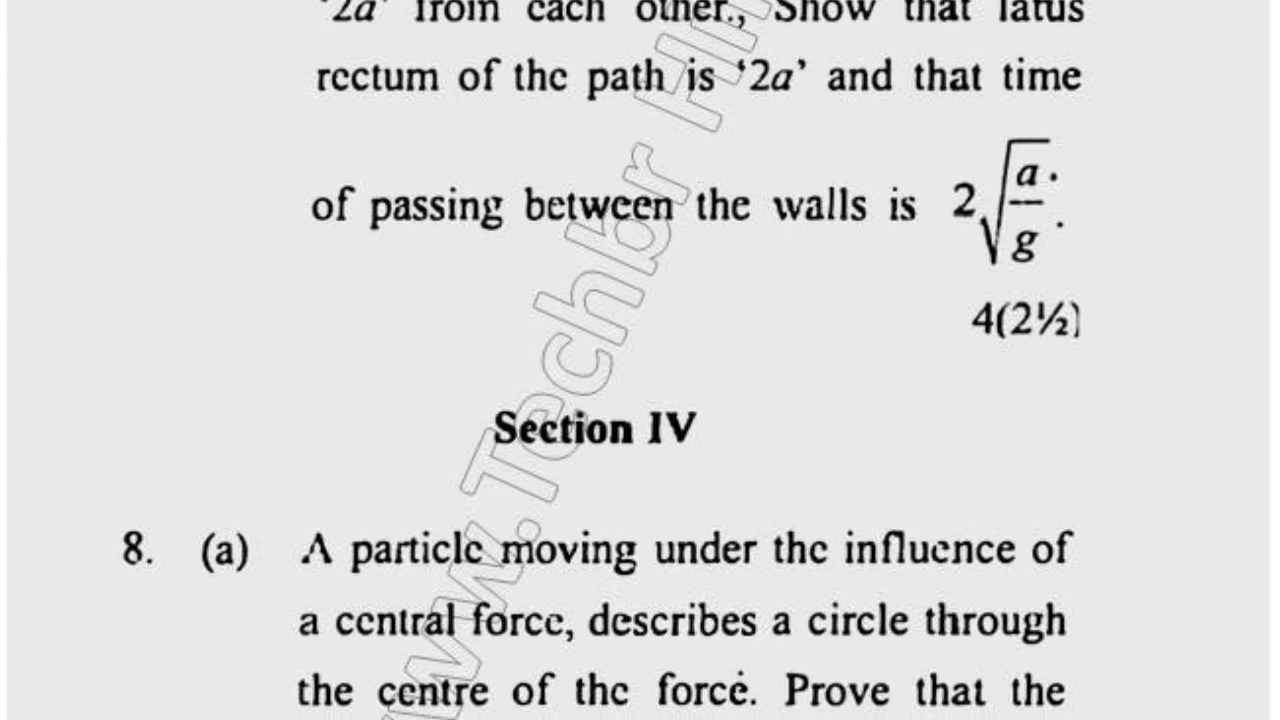 '2a' from each other., Show that latus
rectum of the path is '2a' and that time
of passing between the walls is 2√a/g.
4(2½)
Section IV
8. (a) A particle moving under the influence of
a central force, describes a circle through
the centre of the force. Prove that the
www.Techbr